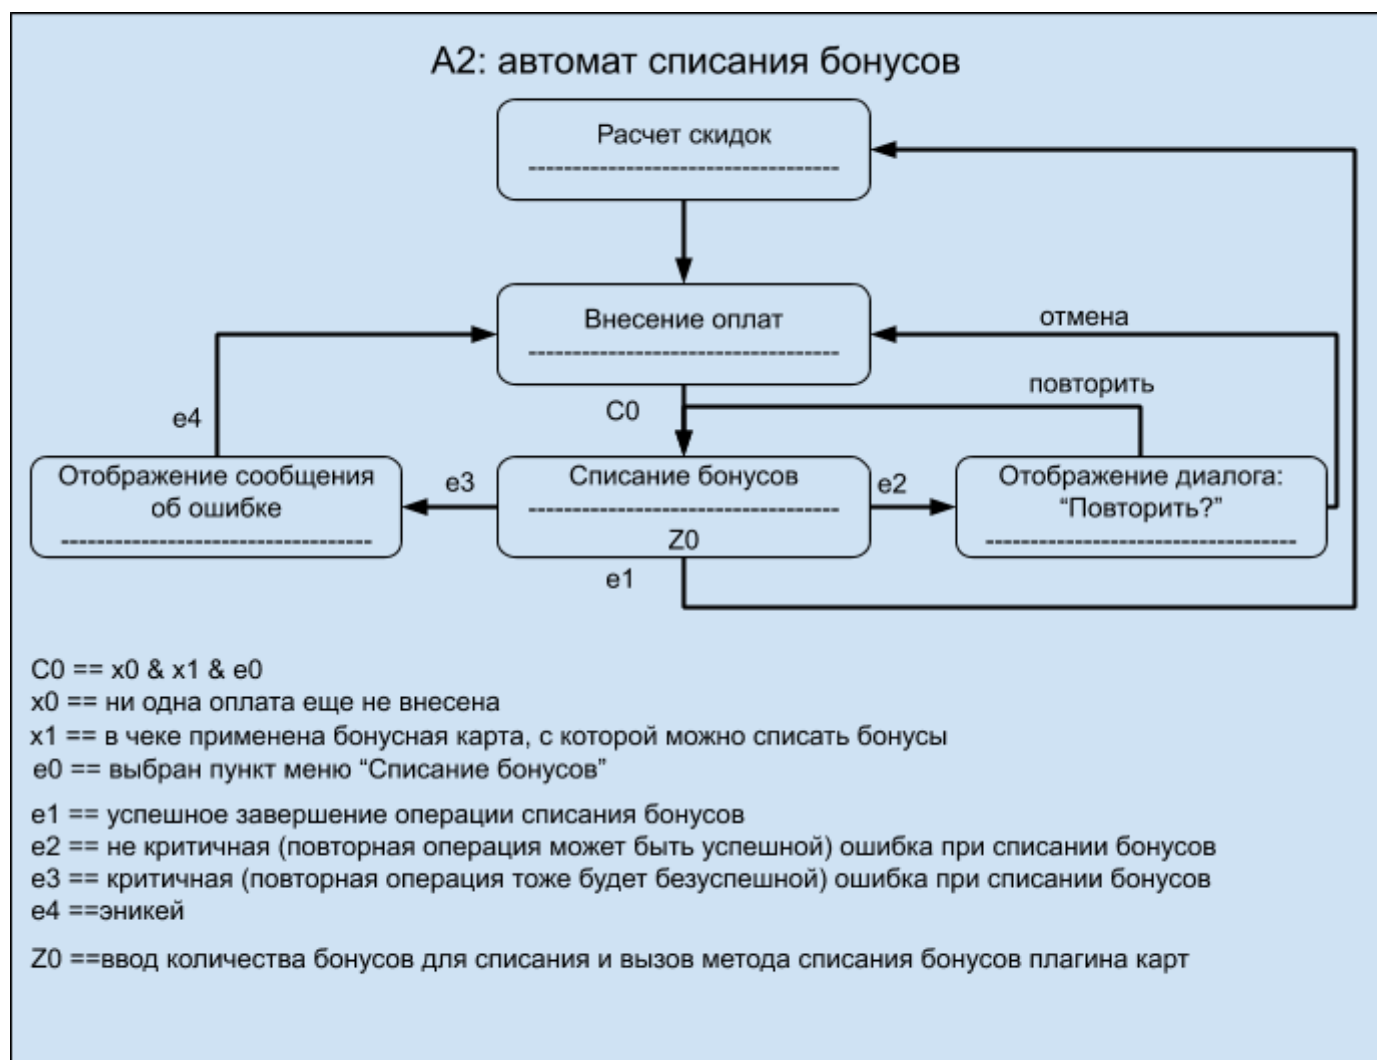 А2: автомат списания бонусов
Расчет скидок
-----------------------------------
Внесение оплат
-----------------------------------
отмена
повторить
C0
e4
Отображение сообщения
об ошибке
-----------------------------------
e3
Списание бонусов
-----------------------------------
Z0
e2
Отображение диалога:
“Повторить?”
-----------------------------------
e1
C0 == x0 & x1 & e0
x0 == ни одна оплата еще не внесена
x1 == в чеке применена бонусная карта, с которой можно списать бонусы
e0 == выбран пункт меню “Списание бонусов”
e1 == успешное завершение операции списания бонусов
e2 == не критичная (повторная операция может быть успешной) ошибка при списании бонусов
e3 == критичная (повторная операция тоже будет безуспешной) ошибка при списании бонусов
e4 ==эникей
Z0 ==ввод количества бонусов для списания и вызов метода списания бонусов плагина карт